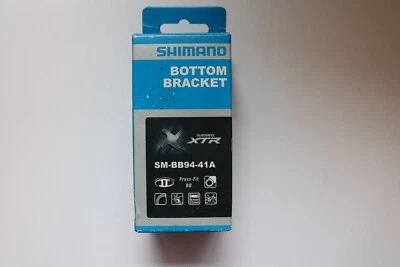 SHIMANO
BOTTOM
BRACKET
SHIMANO
XTR
SM-BB94-41A
Press-Fit
BB